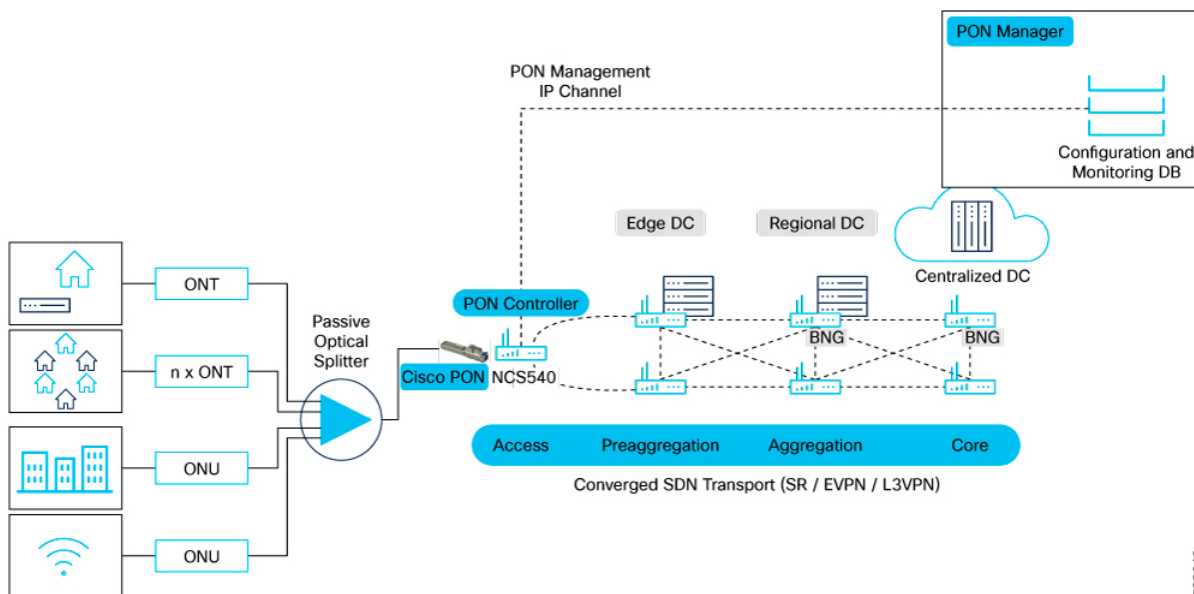 PON Manager
PON Management
IP Channel
Configuration and
Monitoring DB
Edge DC
Regional DC
Centralized DC
ONT
PON Controller
Passive
Optical
Splitter
BNG
BNG
n x ONT
Cisco PON
NCS540
Access
Preaggregation
Aggregation
Core
ONU
Converged SDN Transport (SR / EVPN / L3VPN)
ONU